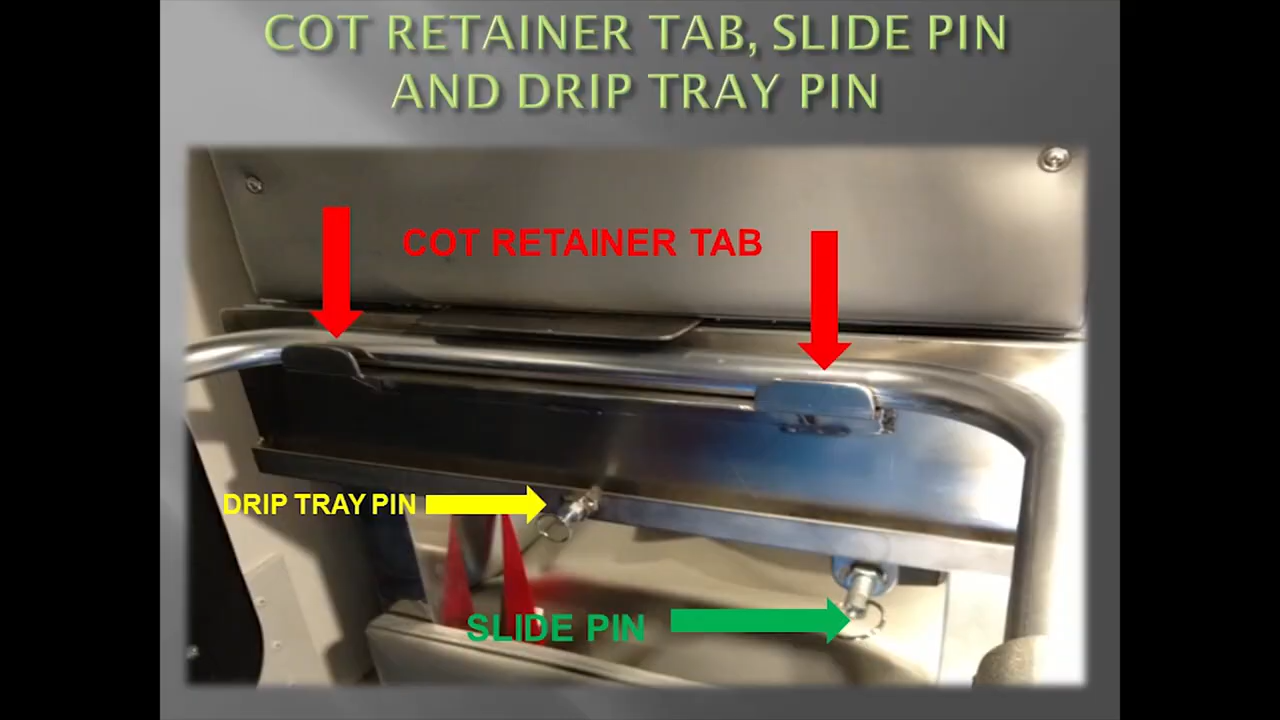 COT RETAINER TAB, SLIDE PIN
AND DRIP TRAY PIN
COT RETAINER TAB
DRIP TRAY PIN
SLIDE PIN